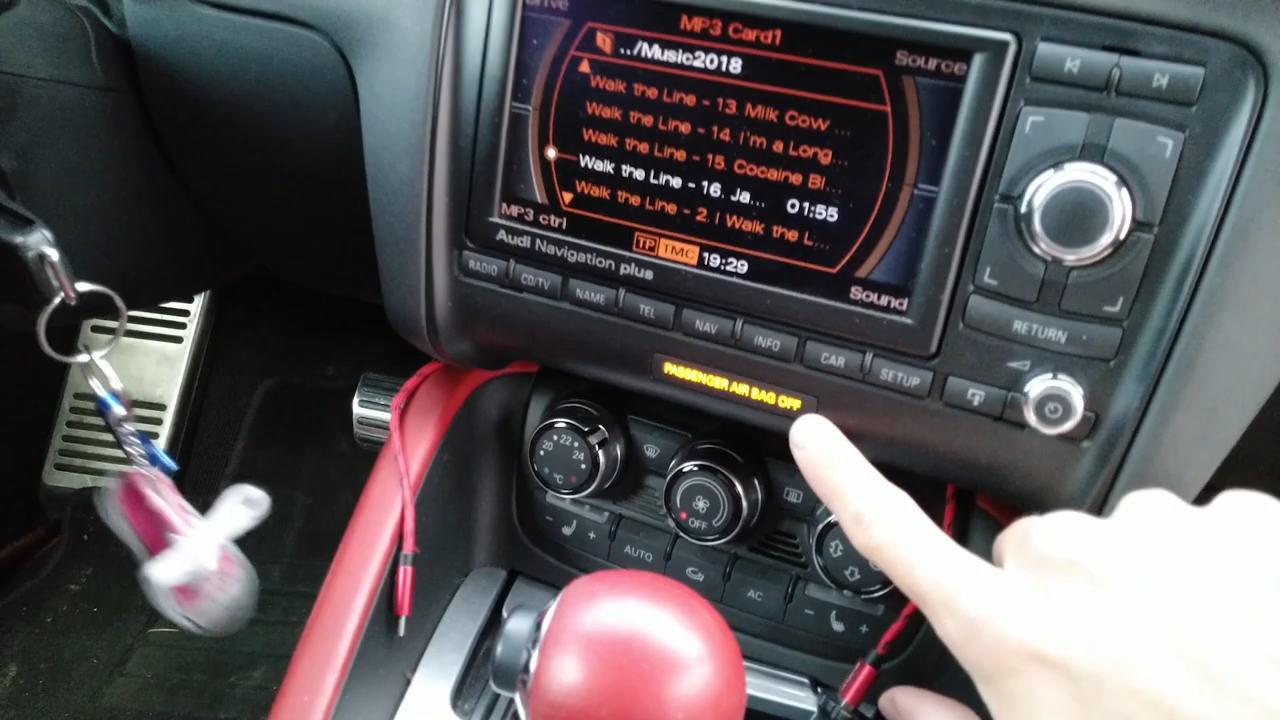 Drive
MP3 Card1
../Music2018
Source
Walk the Line - 13. Milk Cow ...
Walk the Line - 14. I'm a Long...
Walk the Line - 15. Cocaine Bl...
Walk the Line - 16. Ja... 01:55
Walk the Line - 2. I Walk the L...
MP3 ctrl
TP TMC 19:29
Sound
Audi Navigation plus
RADIO CD/TV NAME TEL NAV INFO CAR SETUP
RETURN
PASSENGER AIR BAG OFF
20 22 24
°C
OFF
- + AUTO AC - +